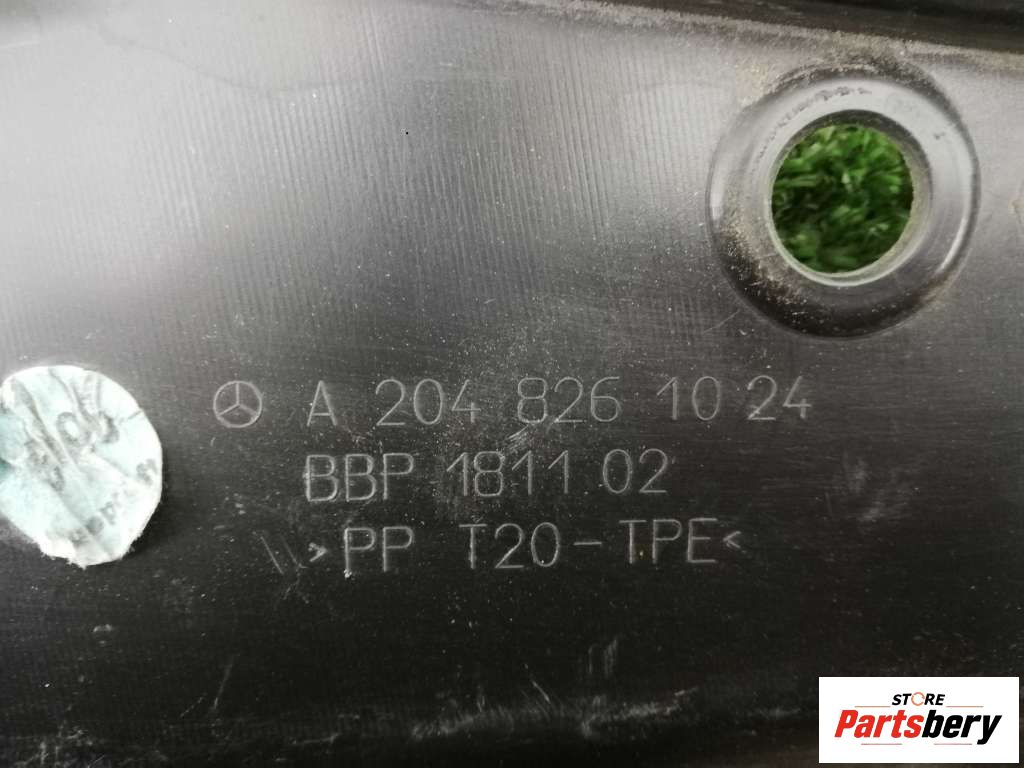 A 204 826 10 24
BBP 1811 02
>PP T20-TPE<
STORE
Partsbery